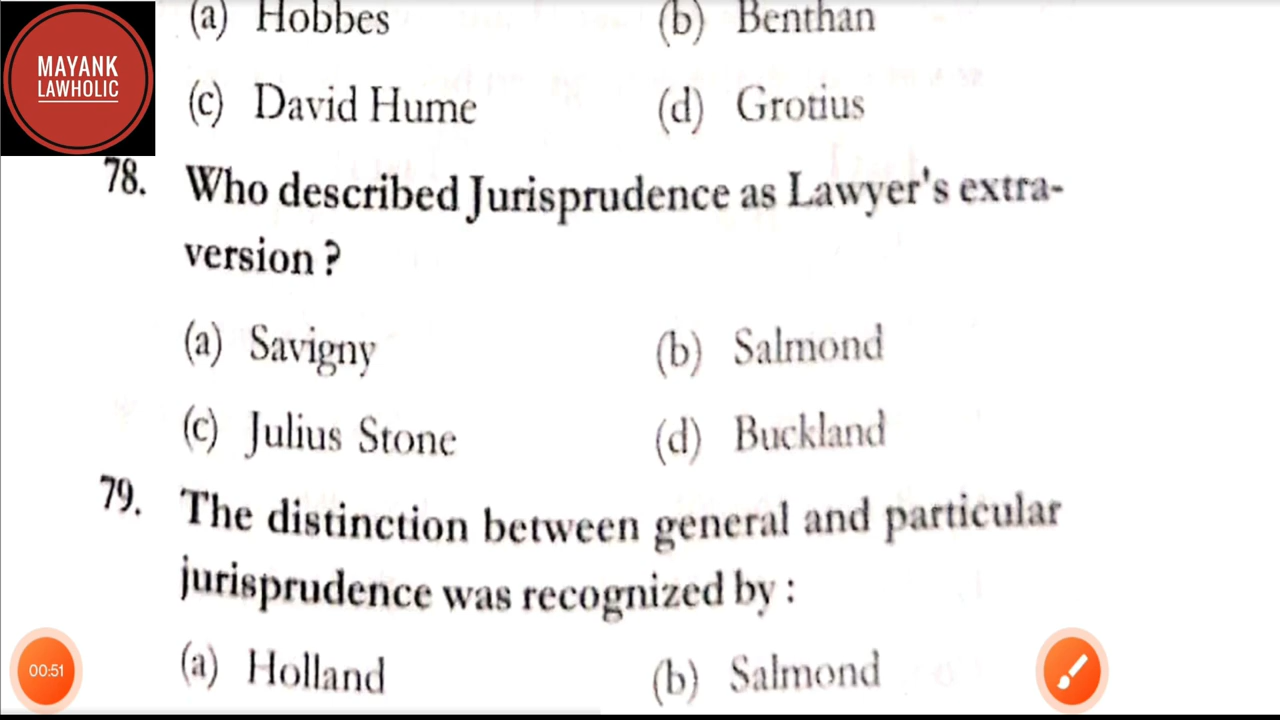 MAYANK
LAWHOLIC
(a) Hobbes (b) Benthan
(c) David Hume (d) Grotius
78. Who described Jurisprudence as Lawyer's extra-
version ?
(a) Savigny (b) Salmond
(c) Julius Stone (d) Buckland
79. The distinction between general and particular
jurisprudence was recognized by :
(a) Holland (b) Salmond
00:51